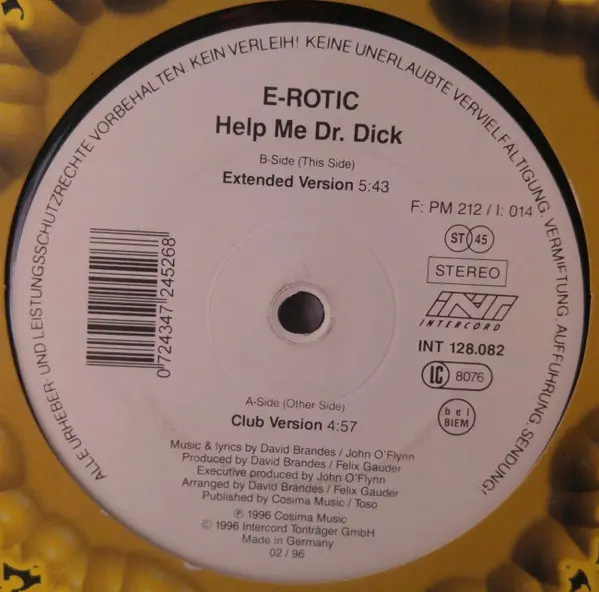 ALLE URHEBER- UND LEISTUNGSSCHUTZRECHTE VORBEHALTEN. KEIN VERLEIH! KEINE UNERLAUBTE VERVIELFÄLTIGUNG, VERMIETUNG, AUFFÜHRUNG, SENDUNG!
E-ROTIC
Help Me Dr. Dick
B-Side (This Side)
Extended Version 5:43
F: PM 212 / I: 014
ST 45
STEREO
INT
INTERCORD
INT 128.082
LC 8076
bel
BIEM
0 724347 245268
A-Side (Other Side)
Club Version 4:57
Music & lyrics by David Brandes / John O'Flynn
Produced by David Brandes / Felix Gauder
Executive produced by John O'Flynn
Arranged by David Brandes / Felix Gauder
Published by Cosima Music / Toso
Ⓟ 1996 Cosima Music
© 1996 Intercord Tonträger GmbH
Made in Germany
02 / 96